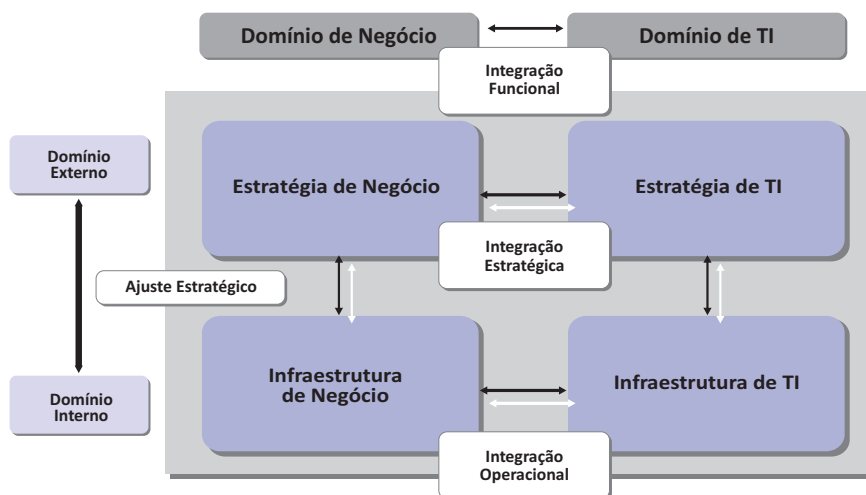 Domínio de Negócio
Domínio de TI
Integração
Funcional
Domínio
Externo
Estratégia de Negócio
Estratégia de TI
Integração
Estratégica
Ajuste Estratégico
Domínio
Interno
Infraestrutura
de Negócio
Infraestrutura de TI
Integração
Operacional